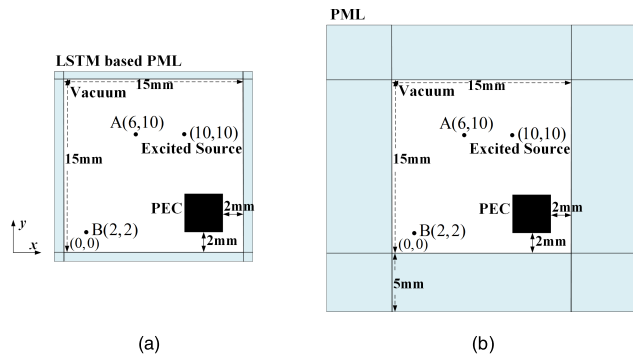 LSTM based PML
Vacuum
15mm
A(6,10)
(10,10)
Excited Source
15mm
PEC
2mm
B(2,2)
(0,0)
2mm
y
x
(a)
PML
Vacuum
15mm
A(6,10)
(10,10)
Excited Source
15mm
PEC
2mm
B(2,2)
(0,0)
2mm
5mm
(b)